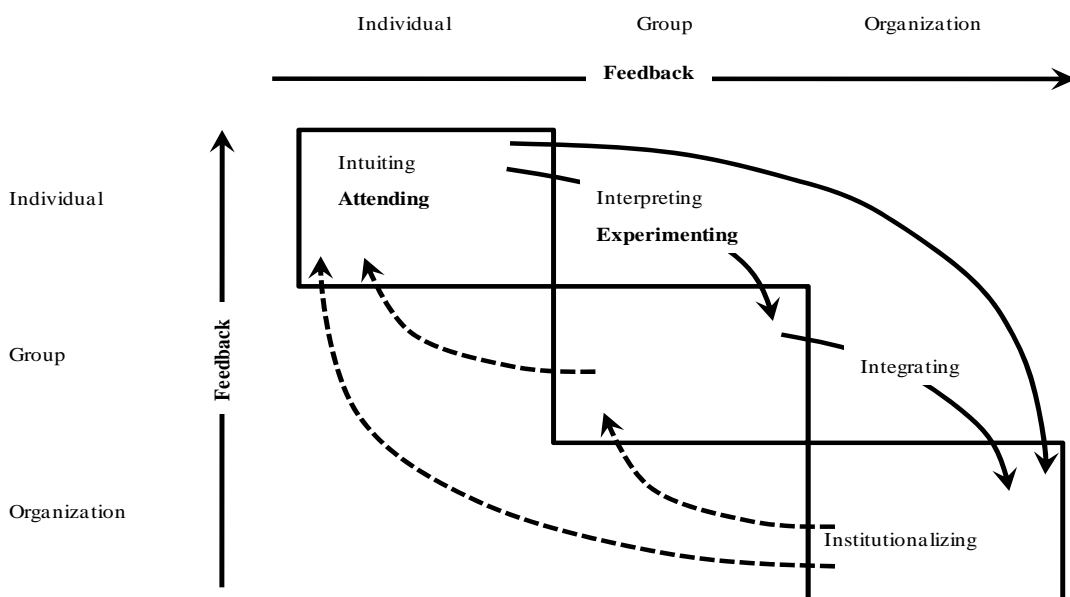 Individual Group Organization
Feedback
Intuiting
Attending
Individual
Interpreting
Experimenting
Feedback
Group
Integrating
Organization
Institutionalizing